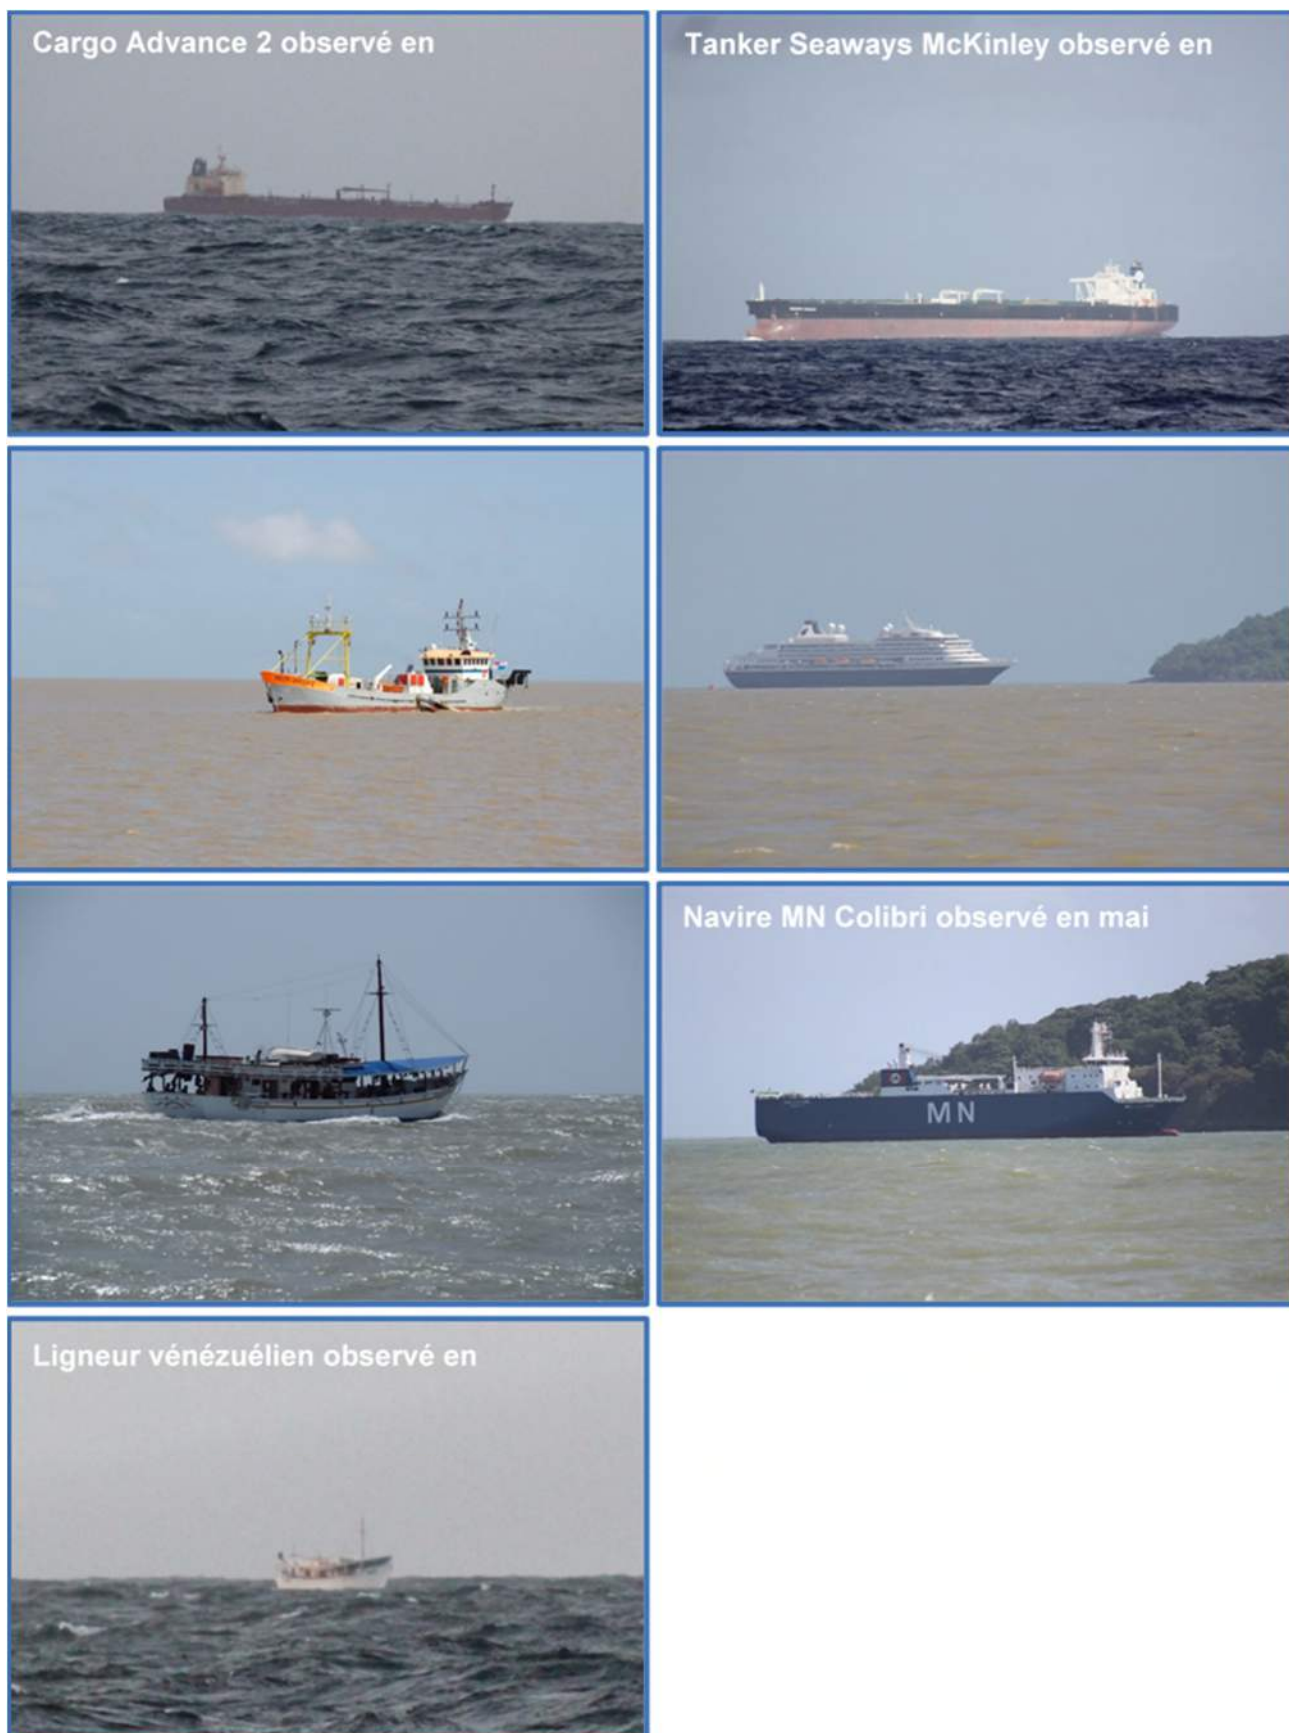 Cargo Advance 2 observé en
Tanker Seaways McKinley observé en
Navire MN Colibri observé en mai
MN
Ligneur vénézuélien observé en